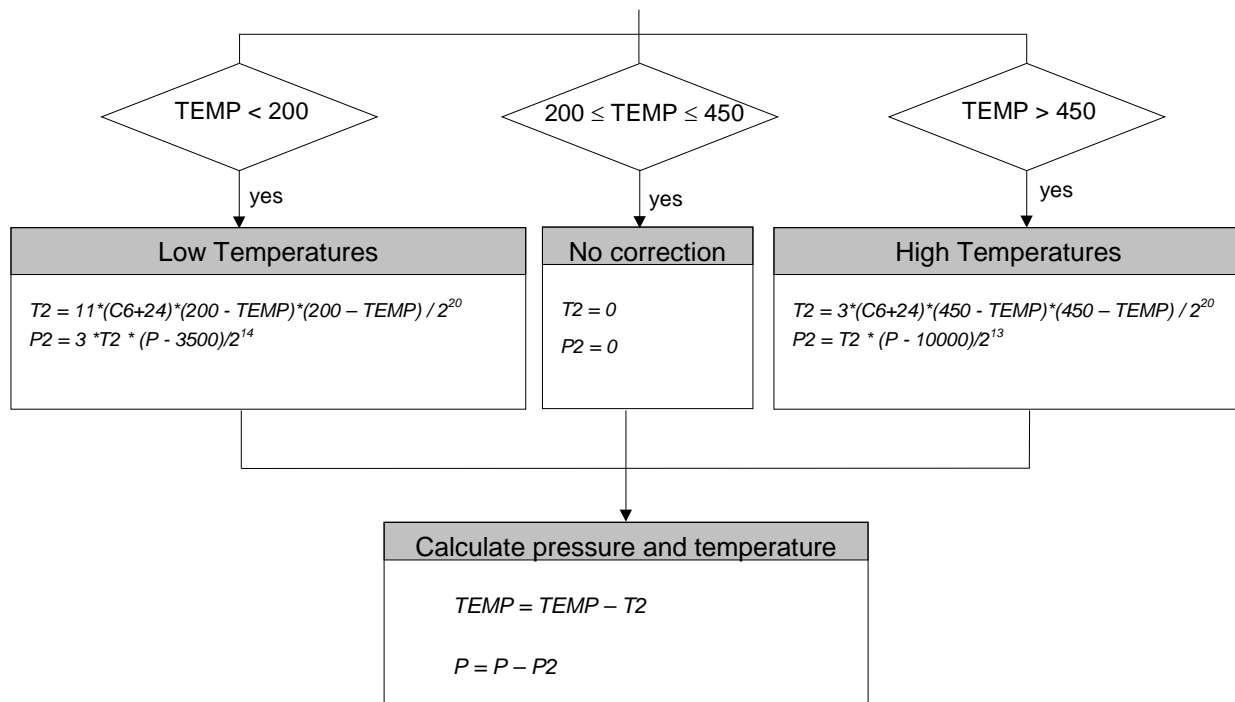 TEMP < 200
200 ≤ TEMP ≤ 450
TEMP > 450
yes
yes
yes
Low Temperatures
T2 = 11*(C6+24)*(200 - TEMP)*(200 – TEMP) / 2^20
P2 = 3 *T2 * (P - 3500)/2^14
No correction
T2 = 0
P2 = 0
High Temperatures
T2 = 3*(C6+24)*(450 - TEMP)*(450 – TEMP) / 2^20
P2 = T2 * (P - 10000)/2^13
Calculate pressure and temperature
TEMP = TEMP – T2
P = P – P2